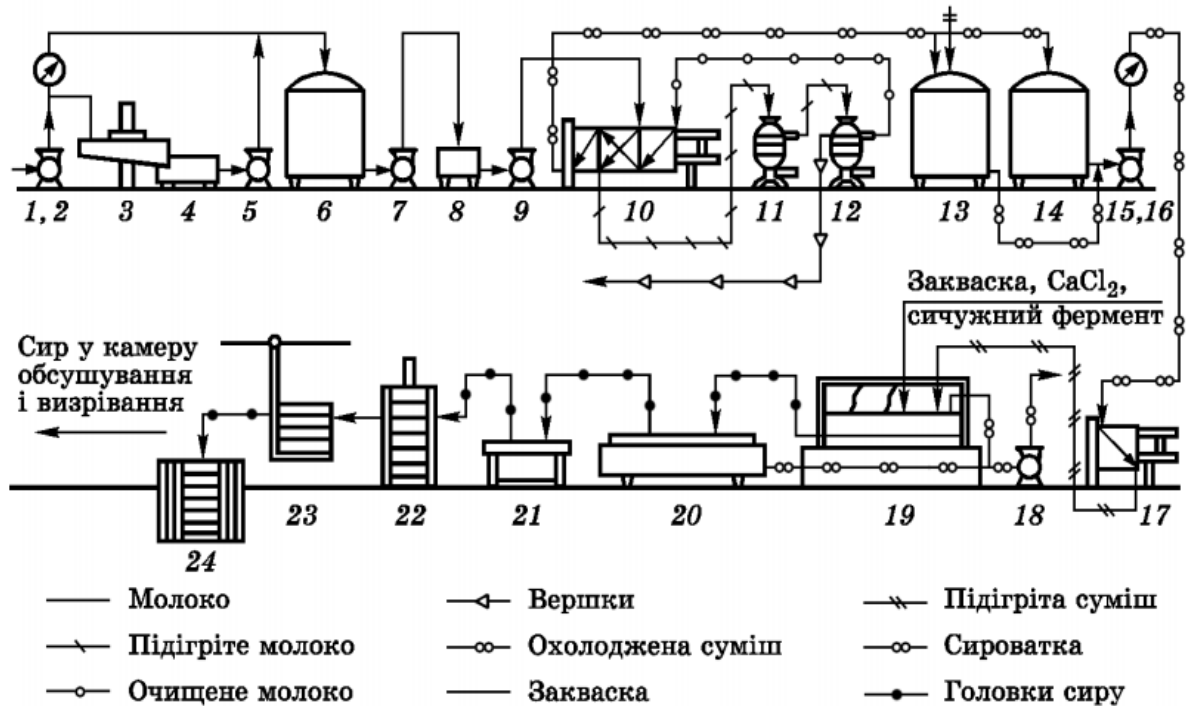 1, 2 3 4 5 6 7 8 9 10 11 12 13 14 15,16
Закваска, CaCl₂,
сичужний фермент
Сир у камеру
обсушування
і визрівання
24 23 22 21 20 19 18 17
Молоко
Вершки
Підігріта суміш
Підігріте молоко
Охолоджена суміш
Сироватка
Очищене молоко
Закваска
Головки сиру